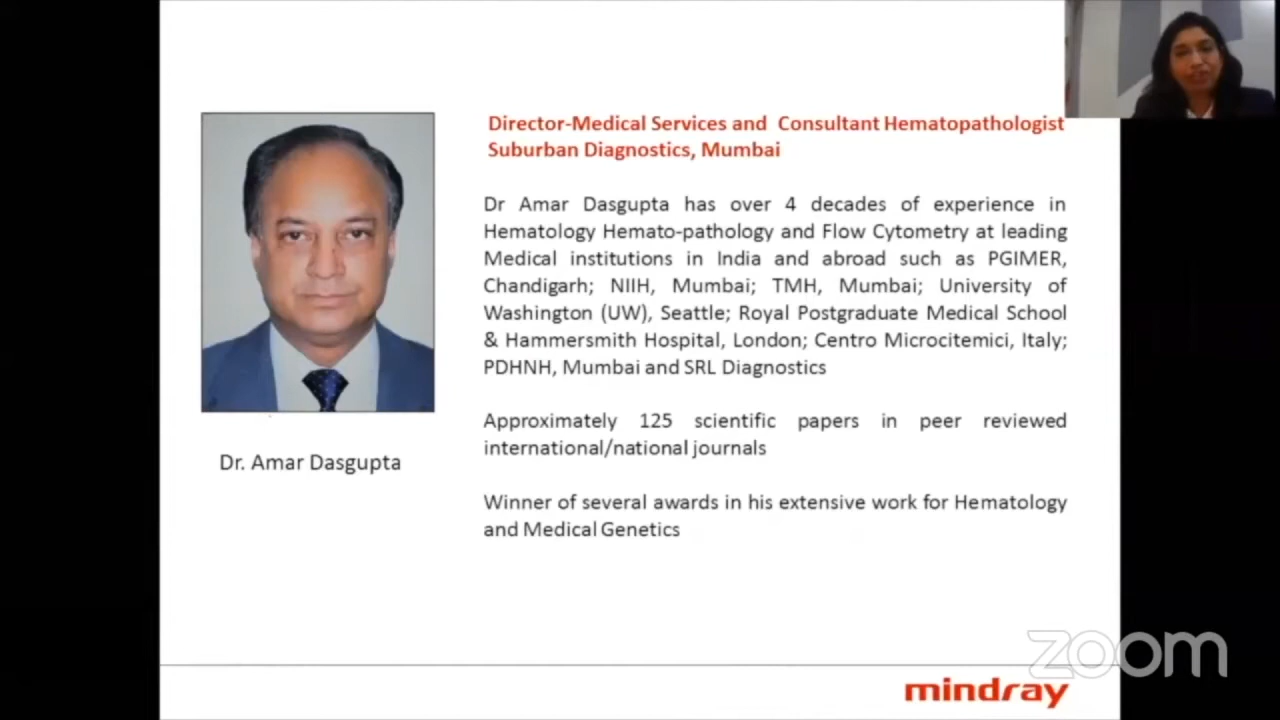 Director-Medical Services and Consultant Hematopathologist
Suburban Diagnostics, Mumbai
Dr Amar Dasgupta has over 4 decades of experience in
Hematology Hemato-pathology and Flow Cytometry at leading
Medical institutions in India and abroad such as PGIMER,
Chandigarh; NIIH, Mumbai; TMH, Mumbai; University of
Washington (UW), Seattle; Royal Postgraduate Medical School
& Hammersmith Hospital, London; Centro Microcitemici, Italy;
PDHNH, Mumbai and SRL Diagnostics
Approximately 125 scientific papers in peer reviewed
international/national journals
Winner of several awards in his extensive work for Hematology
and Medical Genetics
Dr. Amar Dasgupta
zoom
mindray